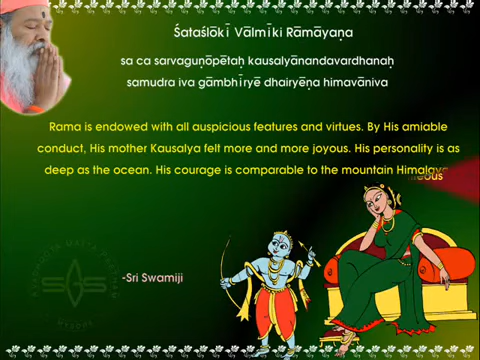 Śataślōkī Vālmīki Rāmāyaṇa
sa ca sarvaguṇōpētaḥ kausalyānandavardhanaḥ
samudra iva gāmbhīryē dhairyēṇa himavāniva
Rama is endowed with all auspicious features and virtues. By His amiable
conduct, His mother Kausalya felt more and more joyous. His personality is as
deep as the ocean. His courage is comparable to the mountain
-Sri Swamiji